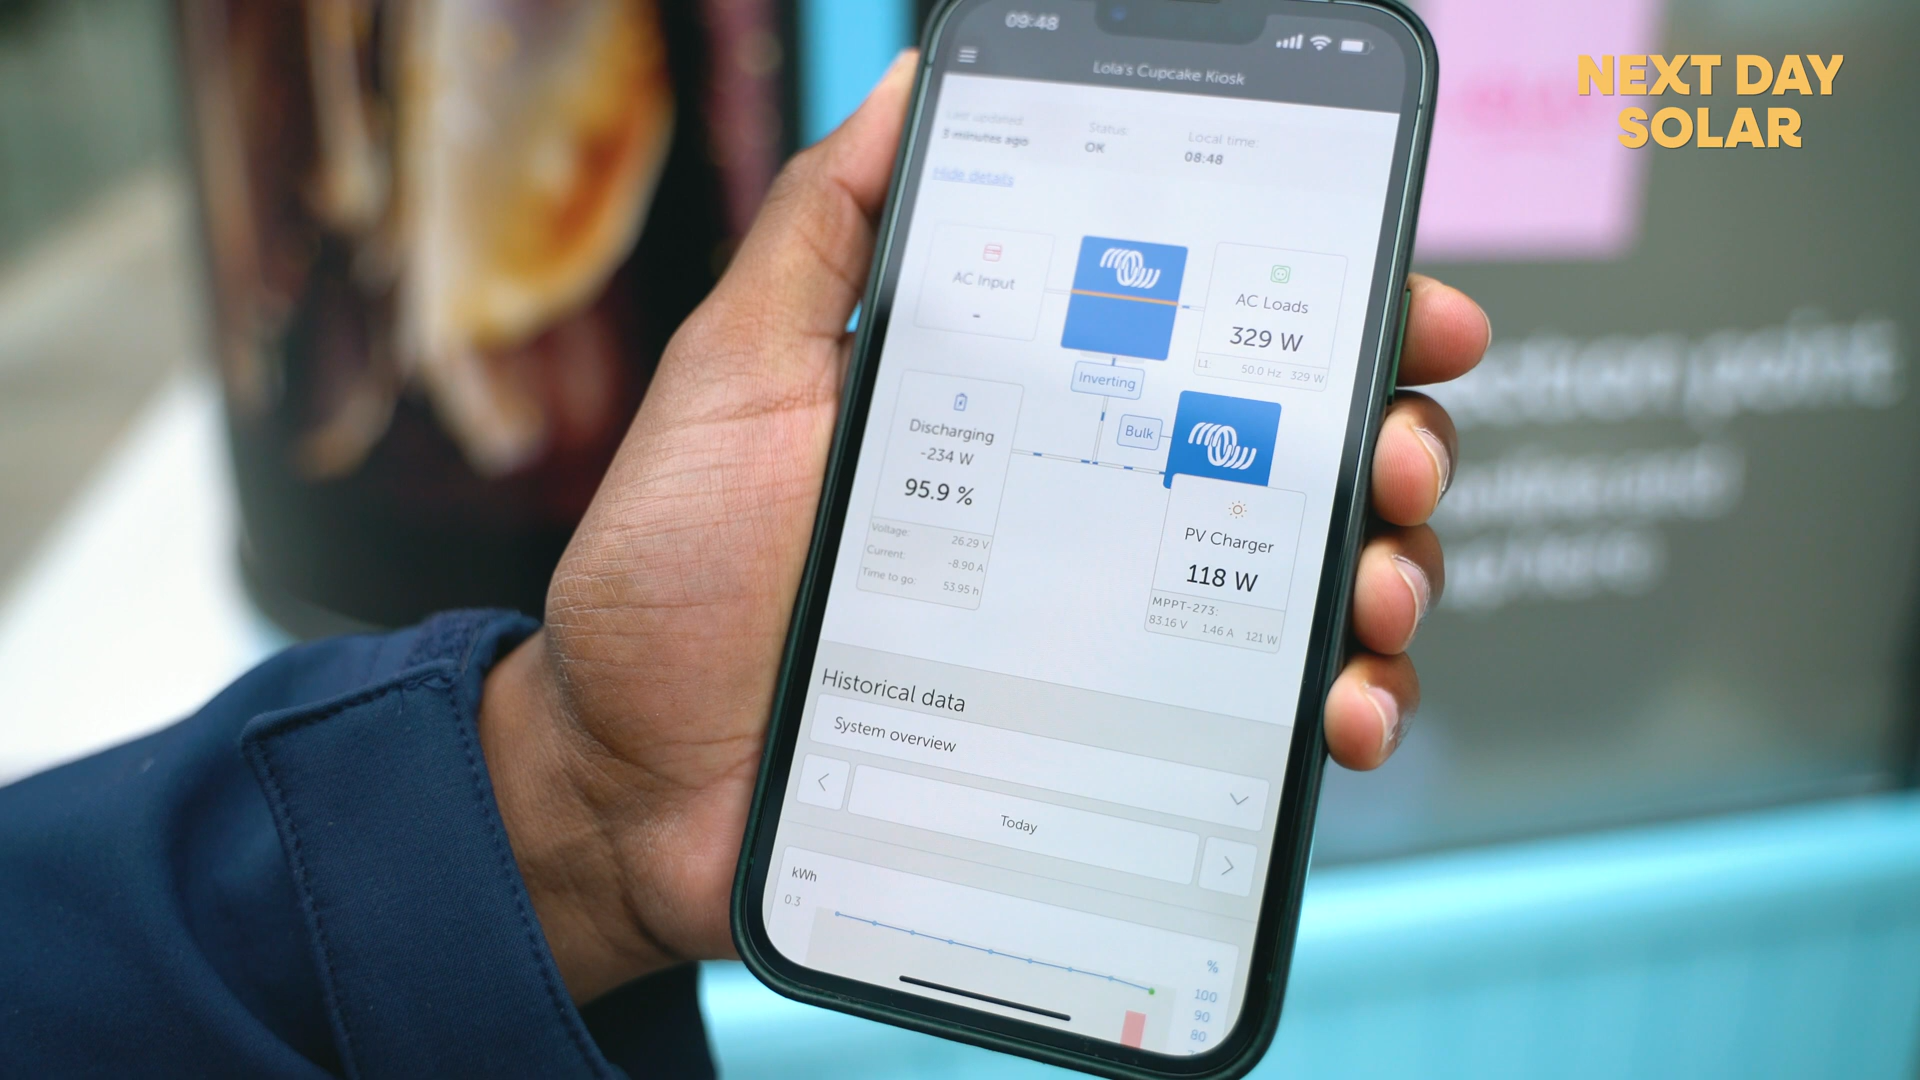 NEXT DAY
SOLAR
09:48
Lola's Cupcake Kiosk
Last updated
3 minutes ago
Status:
OK
Local time:
08:48
Hide details
AC Input
-
AC Loads
329 W
L1: 50.0 Hz 329 W
Inverting
Bulk
Discharging
-234 W
95.9 %
Voltage: 26.29 V
Current: -8.90 A
Time to go: 53.95 h
PV Charger
118 W
MPPT-273:
83.16 V 1.46 A 121 W
Historical data
System overview
Today
kWh
0.3
%
100
90
80
point